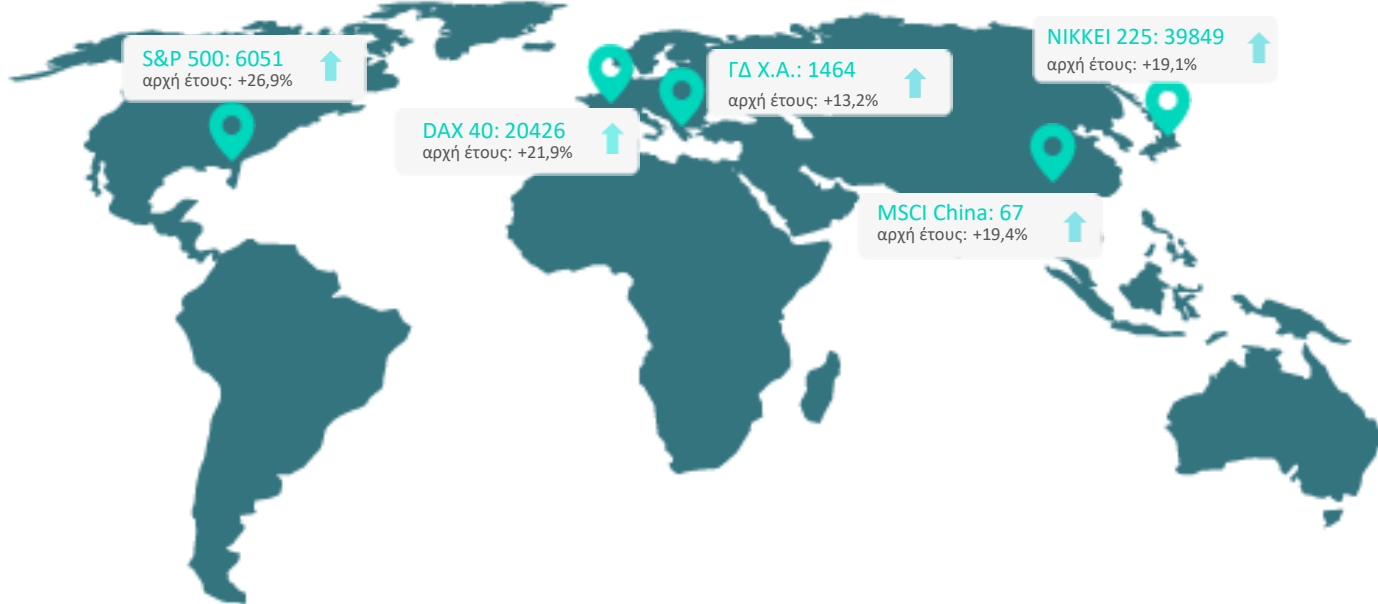 S&P 500: 6051
αρχή έτους: +26,9%
DAX 40: 20426
αρχή έτους: +21,9%
ΓΔ Χ.Α.: 1464
αρχή έτους: +13,2%
NIKKEI 225: 39849
αρχή έτους: +19,1%
MSCI China: 67
αρχή έτους: +19,4%